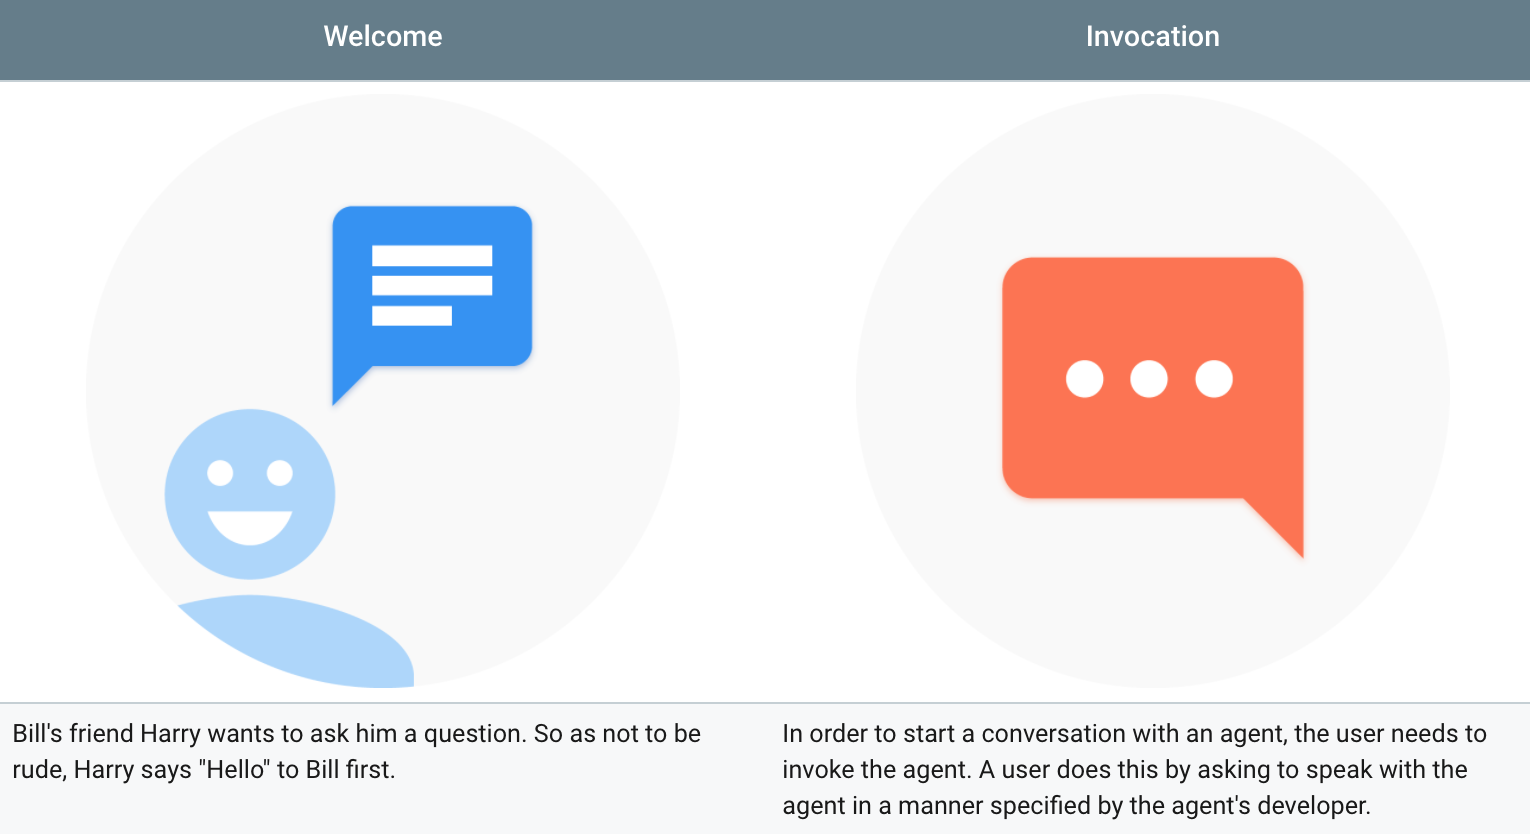 Welcome
Invocation
Bill's friend Harry wants to ask him a question. So as not to be
rude, Harry says "Hello" to Bill first.
In order to start a conversation with an agent, the user needs to
invoke the agent. A user does this by asking to speak with the
agent in a manner specified by the agent's developer.